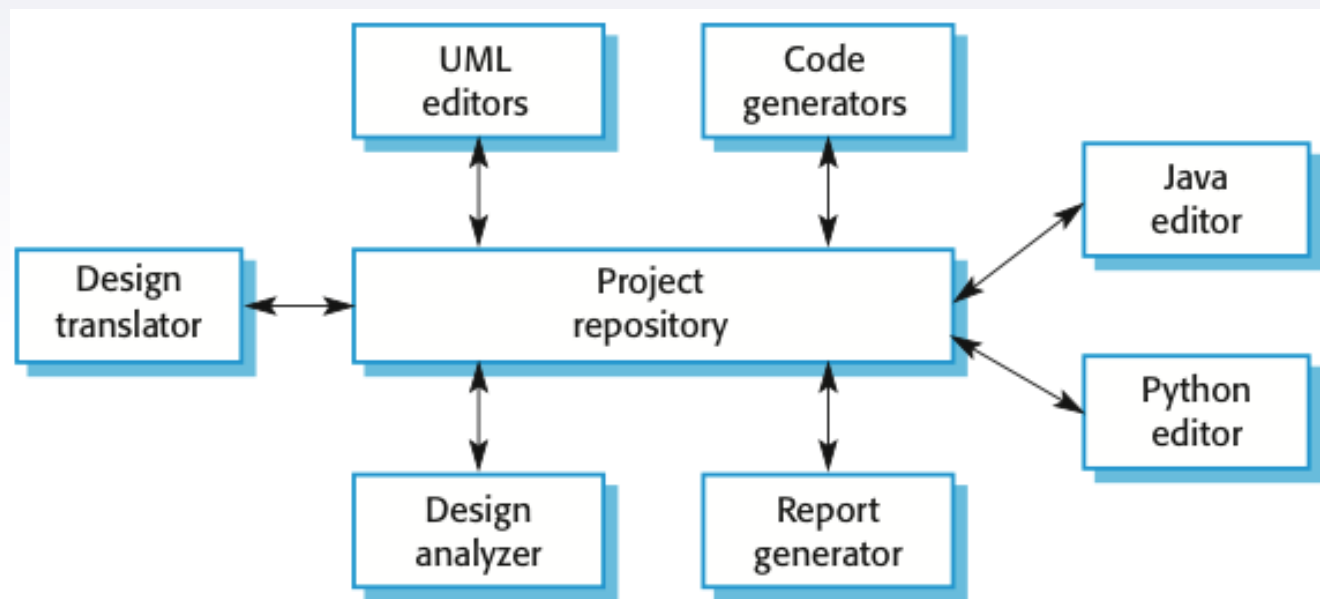 UML
editors
Code
generators
Java
editor
Design
translator
Project
repository
Python
editor
Design
analyzer
Report
generator